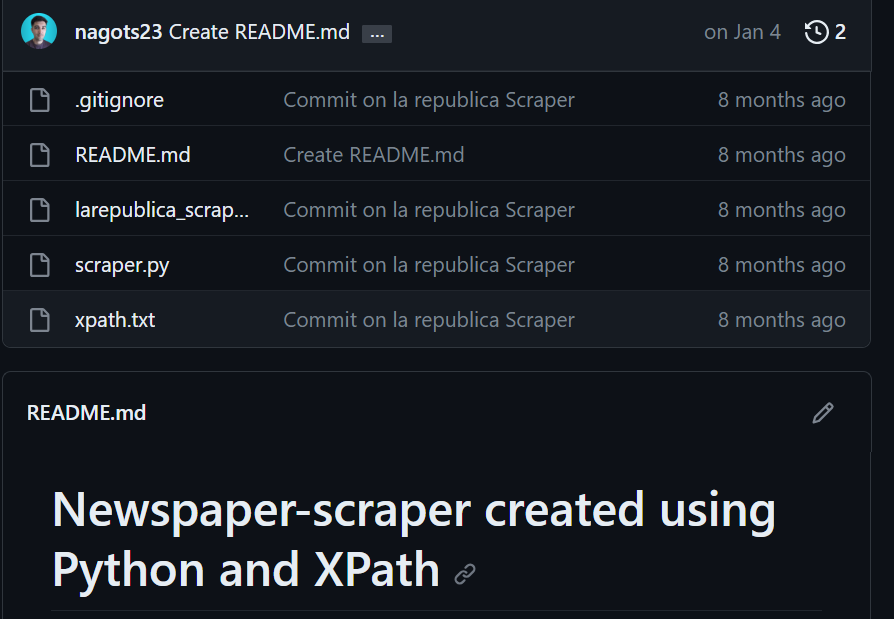 nagots23 Create README.md ... on Jan 4 2
.gitignore Commit on la republica Scraper 8 months ago
README.md Create README.md 8 months ago
larepublica_scrap... Commit on la republica Scraper 8 months ago
scraper.py Commit on la republica Scraper 8 months ago
xpath.txt Commit on la republica Scraper 8 months ago
README.md
Newspaper-scraper created using
Python and XPath